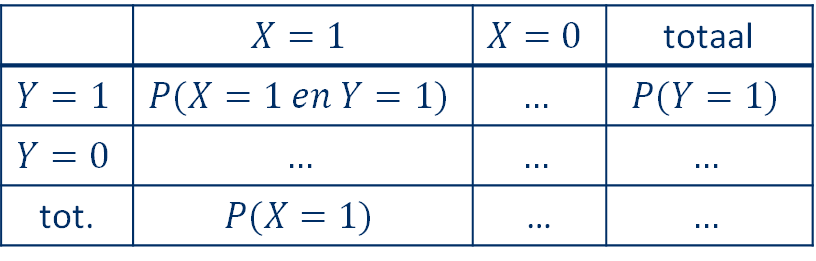 X = 1 X = 0 totaal
Y = 1 P(X = 1 en Y = 1) ... P(Y = 1)
Y = 0 ... ... ...
tot. P(X = 1) ... ...